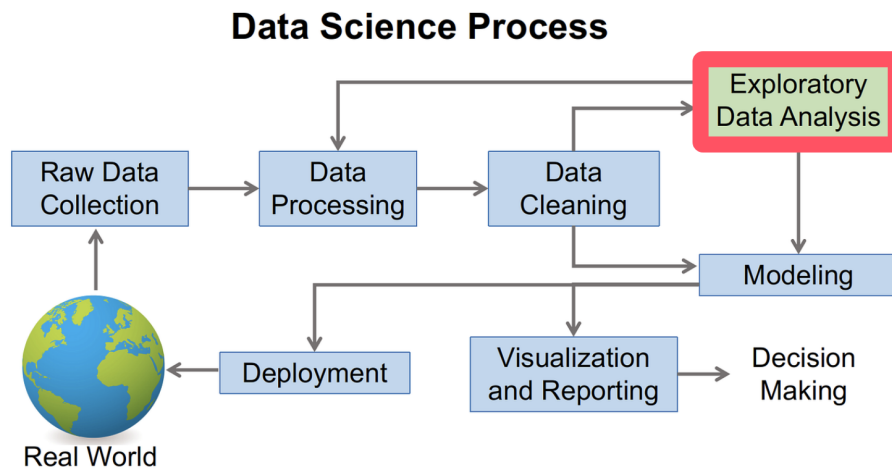 Data Science Process
Exploratory
Data Analysis
Raw Data
Collection
Data
Processing
Data
Cleaning
Modeling
Deployment
Visualization
and Reporting
Decision
Making
Real World